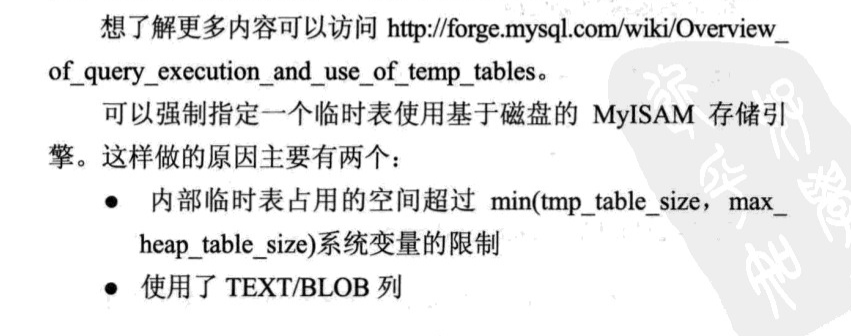 想了解更多内容可以访问 http://forge.mysql.com/wiki/Overview_
of_query_execution_and_use_of_temp_tables。
可以强制指定一个临时表使用基于磁盘的 MyISAM 存储引
擎。这样做的原因主要有两个：
● 内部临时表占用的空间超过 min(tmp_table_size，max_
heap_table_size)系统变量的限制
● 使用了 TEXT/BLOB 列